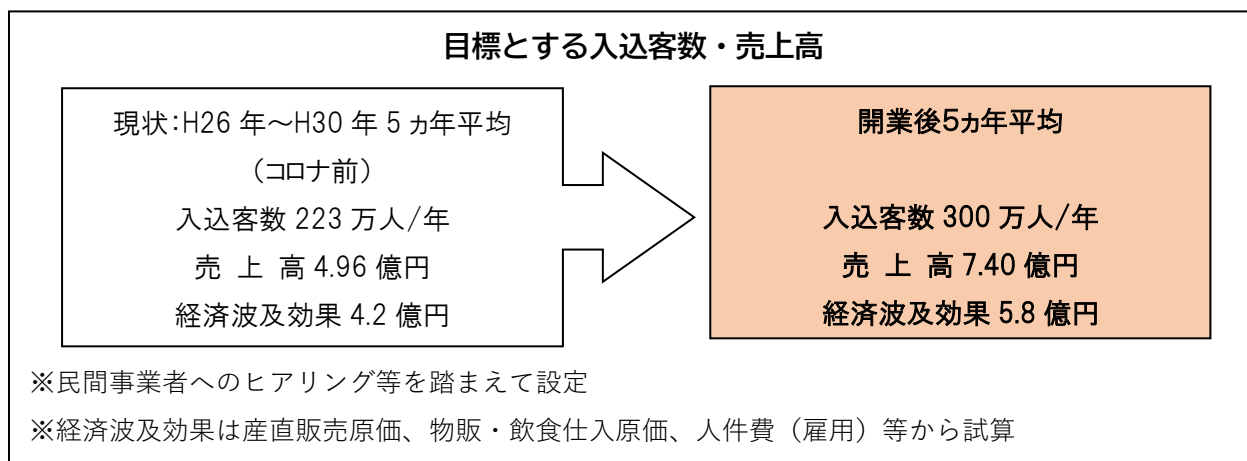 目標とする入込客数・売上高
現状:H26年～H30年5ヵ年平均
(コロナ前)
入込客数 223 万人/年
売 上 高 4.96 億円
経済波及効果 4.2 億円
開業後5ヵ年平均
入込客数 300 万人/年
売 上 高 7.40 億円
経済波及効果 5.8 億円
※民間事業者へのヒアリング等を踏まえて設定
※経済波及効果は産直販売原価、物販・飲食仕入原価、人件費（雇用）等から試算